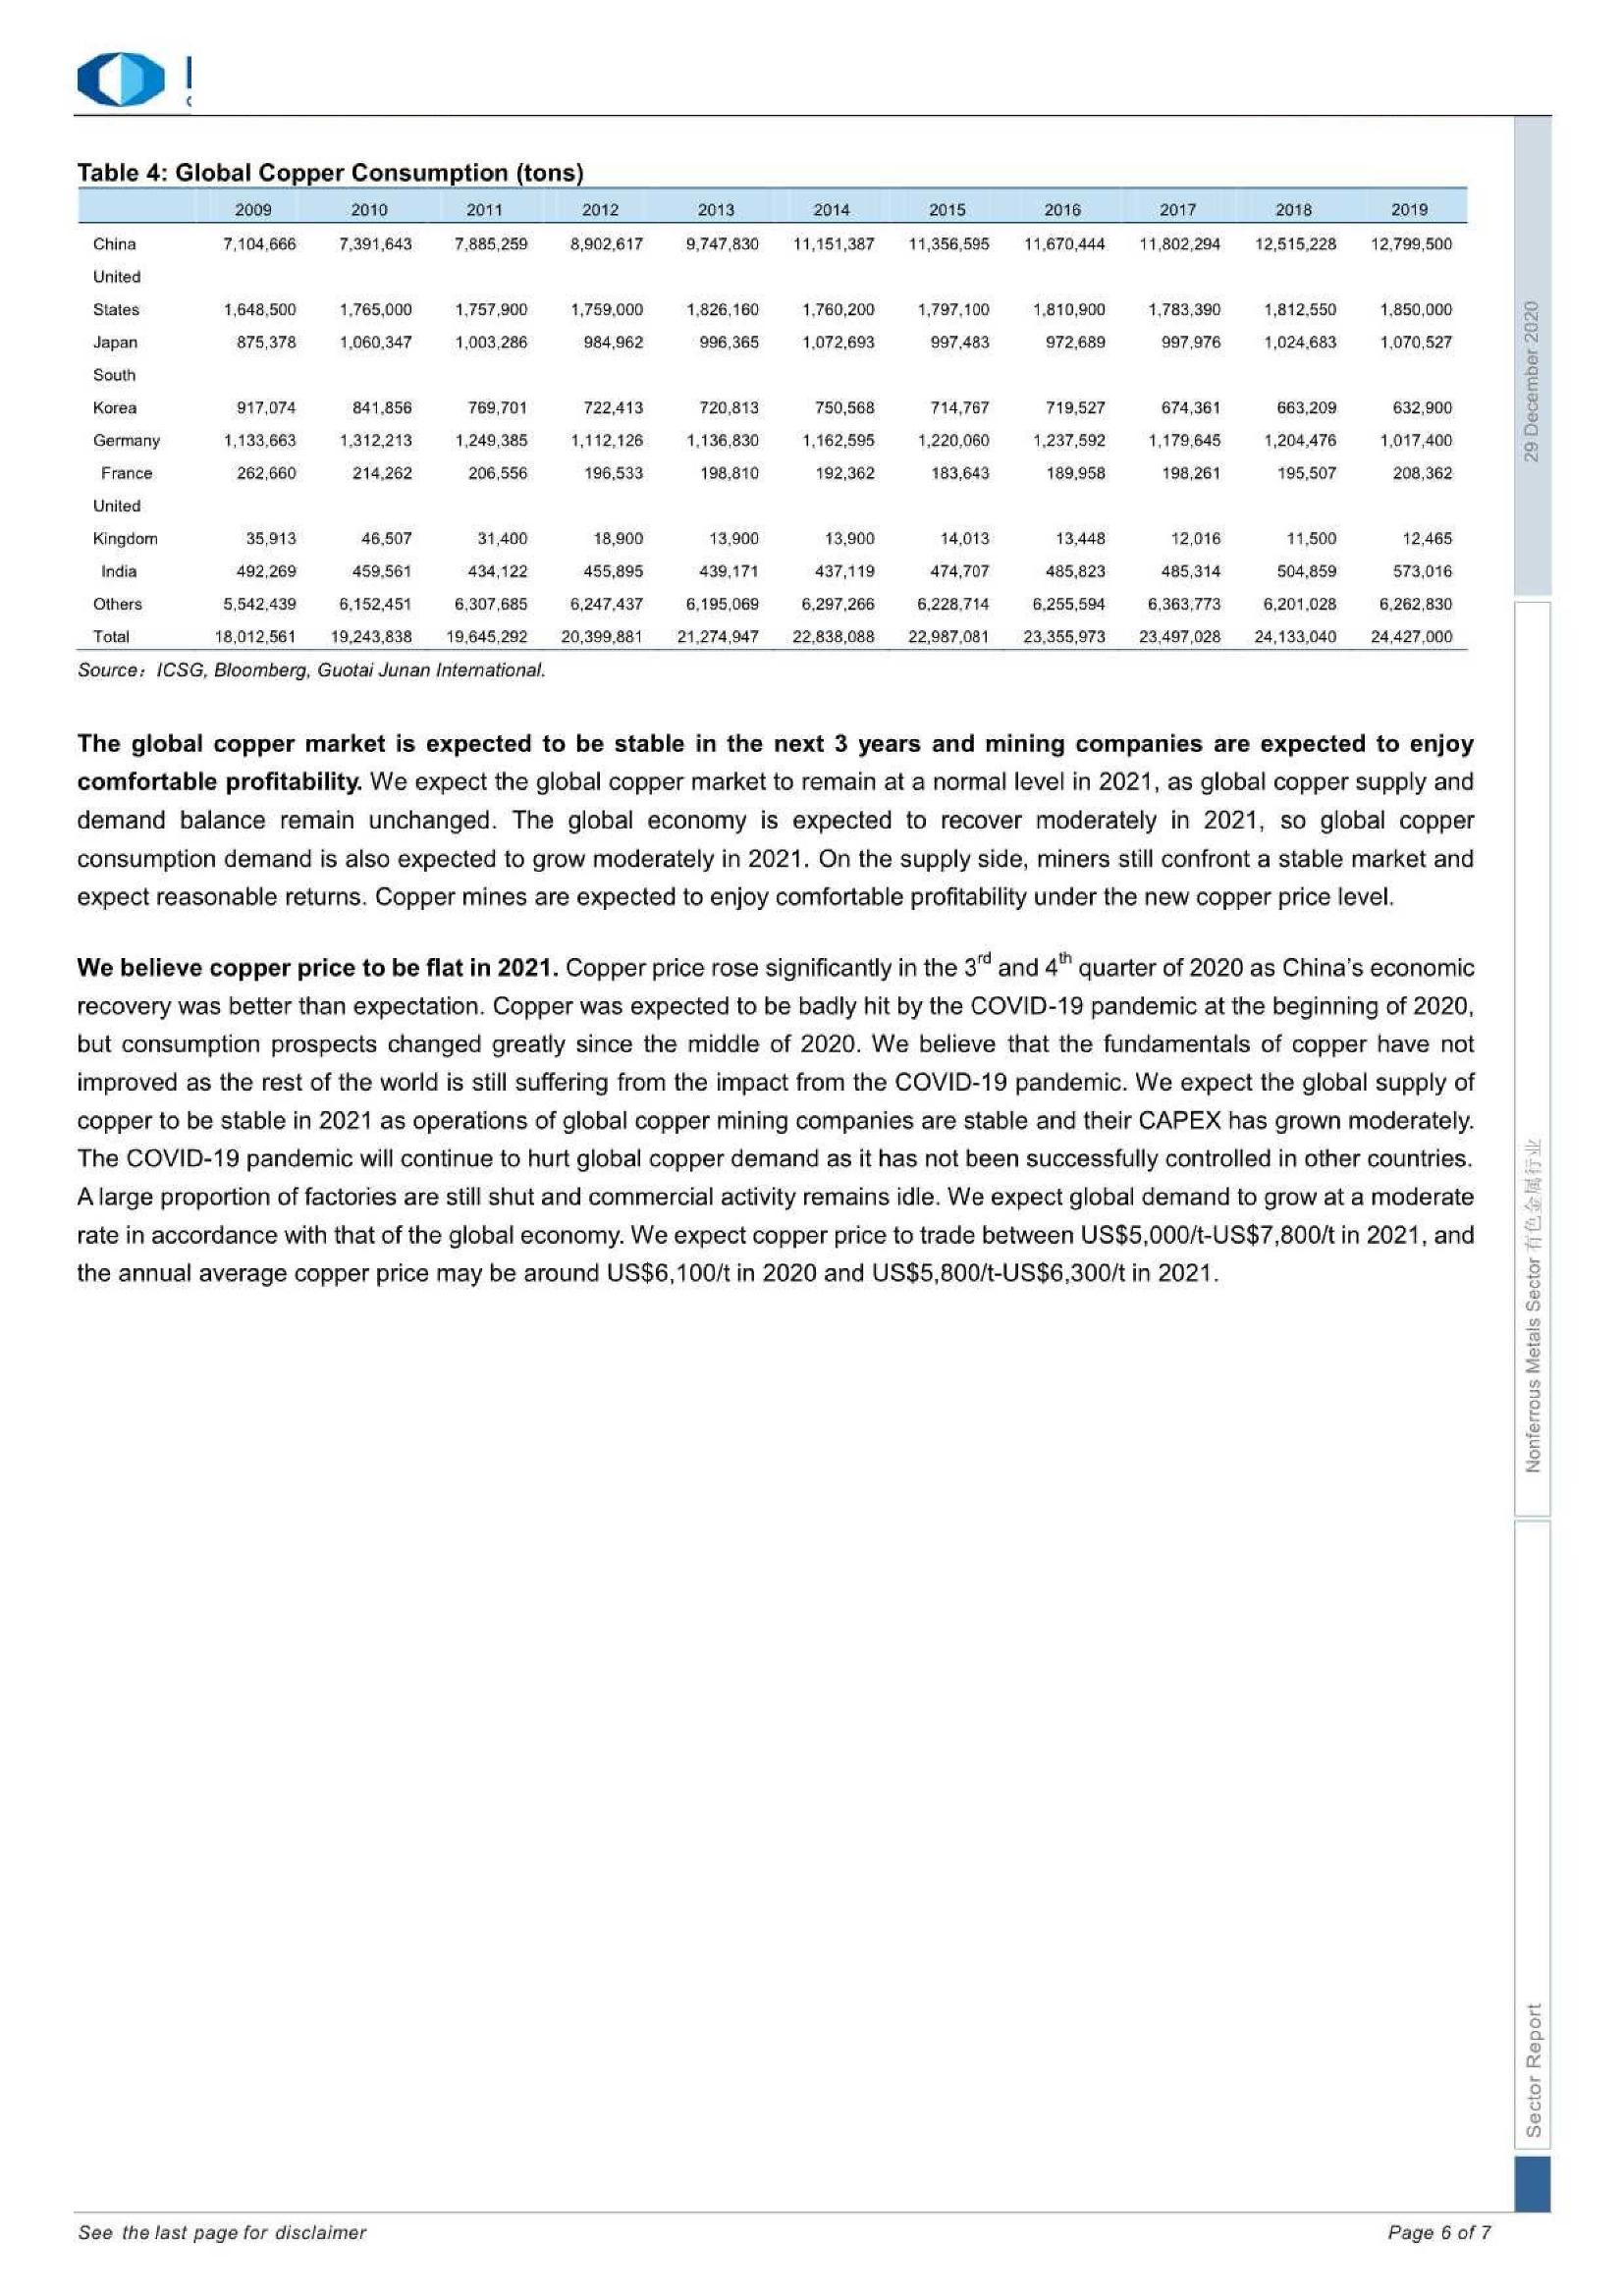 Table 4: Global Copper Consumption (tons)
2009 2010 2011 2012 2013 2014 2015 2016 2017 2018 2019
China 7,104,666 7,391,643 7,885,259 8,902,617 9,747,830 11,151,387 11,356,595 11,670,444 11,802,294 12,515,228 12,799,500
United
States 1,648,500 1,765,000 1,757,900 1,759,000 1,826,160 1,760,200 1,797,100 1,810,900 1,783,390 1,812,550 1,850,000
Japan 875,378 1,060,347 1,003,286 984,962 996,365 1,072,693 997,483 972,689 997,976 1,024,683 1,070,527
South
Korea 917,074 841,856 769,701 722,413 720,813 750,568 714,767 719,527 674,361 663,209 632,900
Germany 1,133,663 1,312,213 1,249,385 1,112,126 1,136,830 1,162,595 1,220,060 1,237,592 1,179,645 1,204,476 1,017,400
France 262,660 214,262 206,556 196,533 198,810 192,362 183,643 189,958 198,261 195,507 208,362
United
Kingdom 35,913 46,507 31,400 18,900 13,900 13,900 14,013 13,448 12,016 11,500 12,465
India 492,269 459,561 434,122 455,895 439,171 437,119 474,707 485,823 485,314 504,859 573,016
Others 5,542,439 6,152,451 6,307,685 6,247,437 6,195,069 6,297,266 6,228,714 6,255,594 6,363,773 6,201,028 6,262,830
Total 18,012,561 19,243,838 19,645,292 20,399,881 21,274,947 22,838,088 22,987,081 23,355,973 23,497,028 24,133,040 24,427,000
Source: ICSG, Bloomberg, Guotai Junan International.
The global copper market is expected to be stable in the next 3 years and mining companies are expected to enjoy
comfortable profitability. We expect the global copper market to remain at a normal level in 2021, as global copper supply and
demand balance remain unchanged. The global economy is expected to recover moderately in 2021, so global copper
consumption demand is also expected to grow moderately in 2021. On the supply side, miners still confront a stable market and
expect reasonable returns. Copper mines are expected to enjoy comfortable profitability under the new copper price level.
We believe copper price to be flat in 2021. Copper price rose significantly in the 3rd and 4th quarter of 2020 as China's economic
recovery was better than expectation. Copper was expected to be badly hit by the COVID-19 pandemic at the beginning of 2020,
but consumption prospects changed greatly since the middle of 2020. We believe that the fundamentals of copper have not
improved as the rest of the world is still suffering from the impact from the COVID-19 pandemic. We expect the global supply of
copper to be stable in 2021 as operations of global copper mining companies are stable and their CAPEX has grown moderately.
The COVID-19 pandemic will continue to hurt global copper demand as it has not been successfully controlled in other countries.
A large proportion of factories are still shut and commercial activity remains idle. We expect global demand to grow at a moderate
rate in accordance with that of the global economy. We expect copper price to trade between US$5,000/t-US$7,800/t in 2021, and
the annual average copper price may be around US$6,100/t in 2020 and US$5,800/t-US$6,300/t in 2021.
29 December 2020
Nonferrous Metals Sector 有色金属行业
Sector Report
See the last page for disclaimer
Page 6 of 7